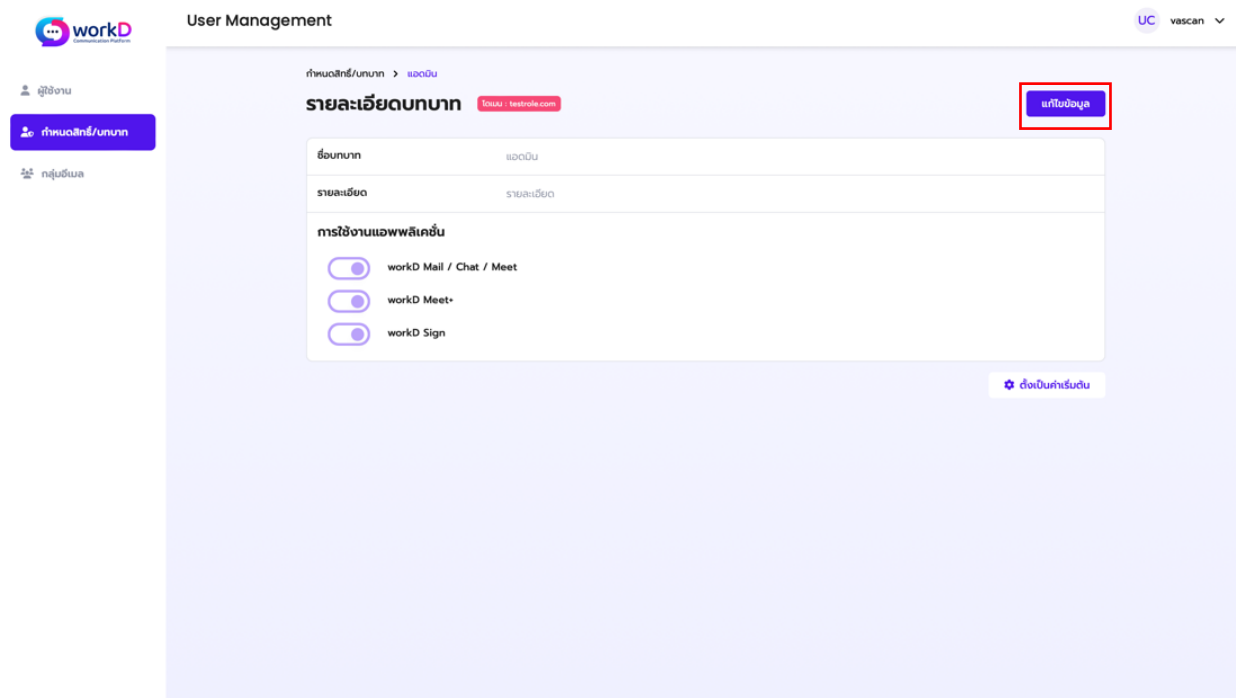 workD
Communication Platform
User Management
UC vascan
ผู้ใช้งาน
กำหนดสิทธิ์/บทบาท
กลุ่มอีเมล
กำหนดสิทธิ์/บทบาท > แอดมิน
รายละเอียดบทบาท โดเมน : testrole.com
แก้ไขข้อมูล
ชื่อบทบาท แอดมิน
รายละเอียด รายละเอียด
การใช้งานแอพพลิเคชั่น
workD Mail / Chat / Meet
workD Meet+
workD Sign
ตั้งเป็นค่าเริ่มต้น